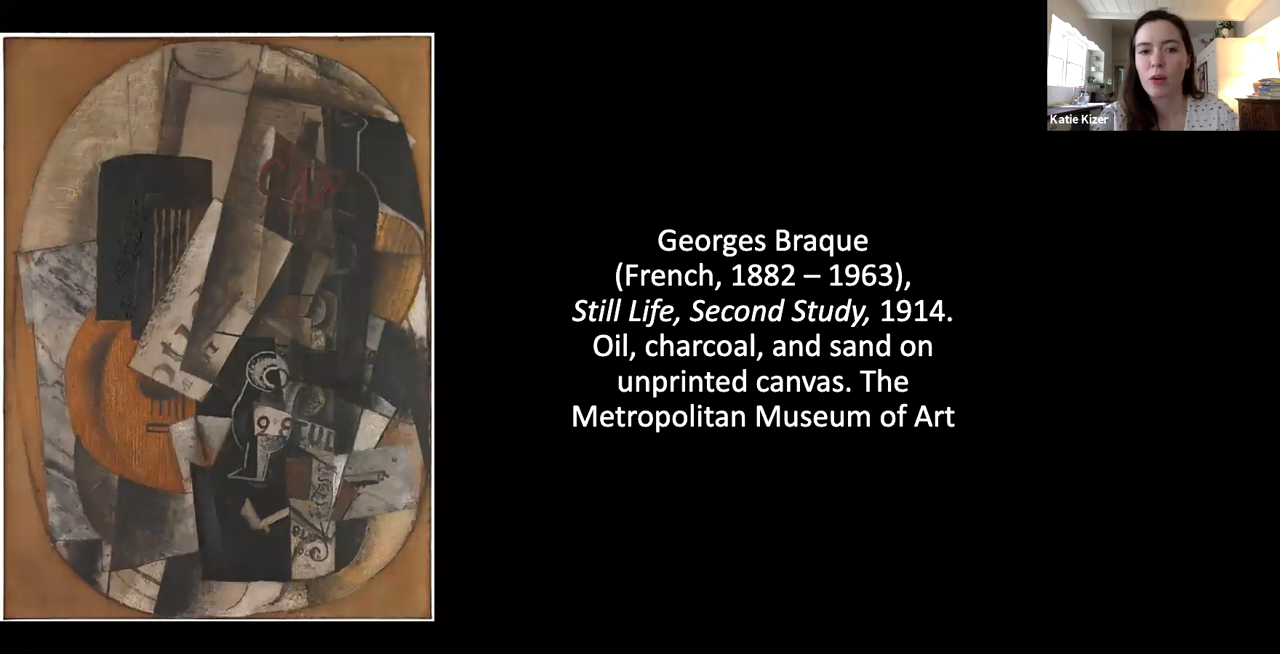 Georges Braque
(French, 1882 – 1963),
Still Life, Second Study, 1914.
Oil, charcoal, and sand on
unprinted canvas. The
Metropolitan Museum of Art
Katie Kizer